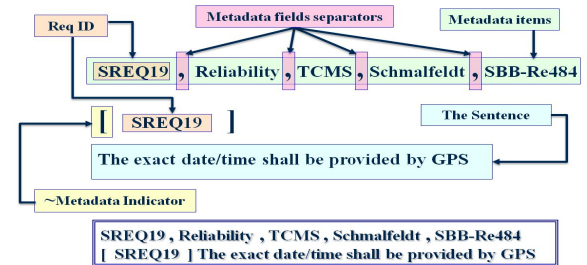 Req ID
Metadata fields separators
Metadata items
SREQ19 , Reliability , TCMS , Schmalfeldt , SBB-Re484
[ SREQ19 ]
The Sentence
The exact date/time shall be provided by GPS
~Metadata Indicator
SREQ19 , Reliability , TCMS , Schmalfeldt , SBB-Re484
[ SREQ19 ] The exact date/time shall be provided by GPS